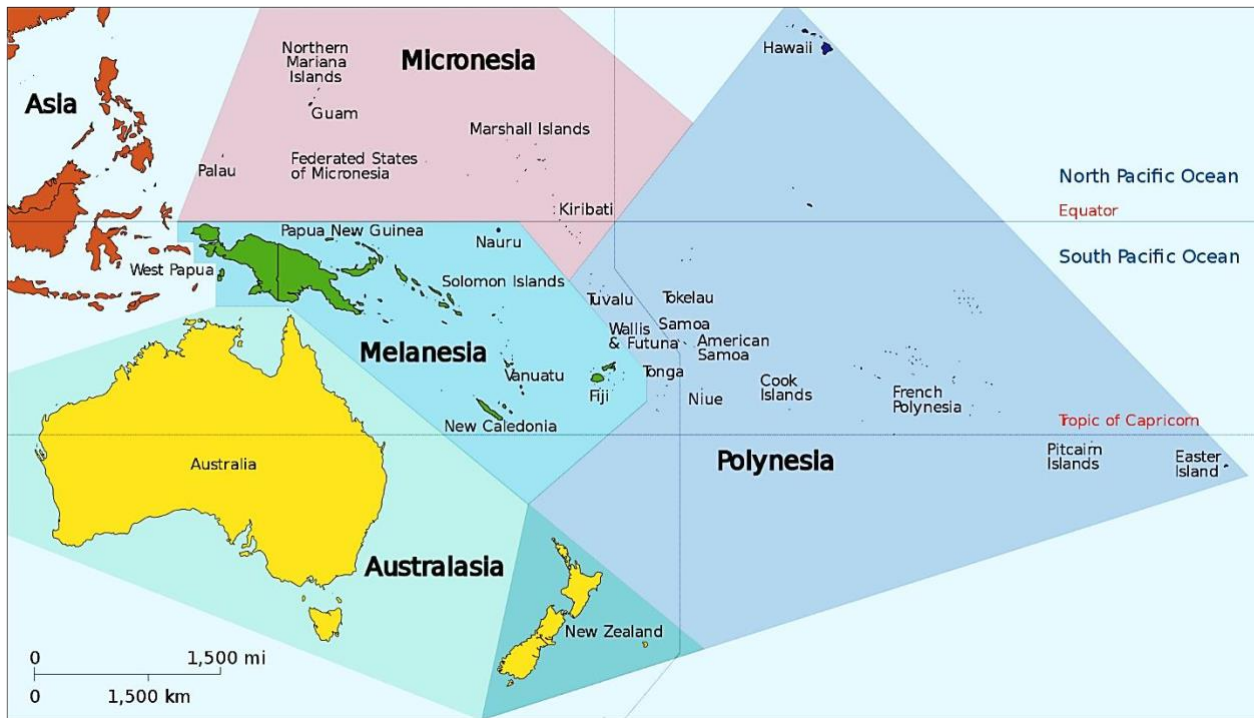 Asia
Northern
Mariana
Islands
Guam
Micronesia
Marshall Islands
Palau
Federated States
of Micronesia
Kiribati
Hawaii
North Pacific Ocean
Equator
South Pacific Ocean
West Papua
Papua New Guinea
Nauru
Solomon Islands
Melanesia
Vanuatu
Fiji
New Caledonia
Tuvalu
Tokelau
Wallis
& Futuna
Samoa
American
Samoa
Tonga
Niue
Cook
Islands
French
Polynesia
Tropic of Capricorn
Polynesia
Pitcairn
Islands
Easter
Island
Australia
Australasia
New Zealand
0 1,500 mi
0 1,500 km